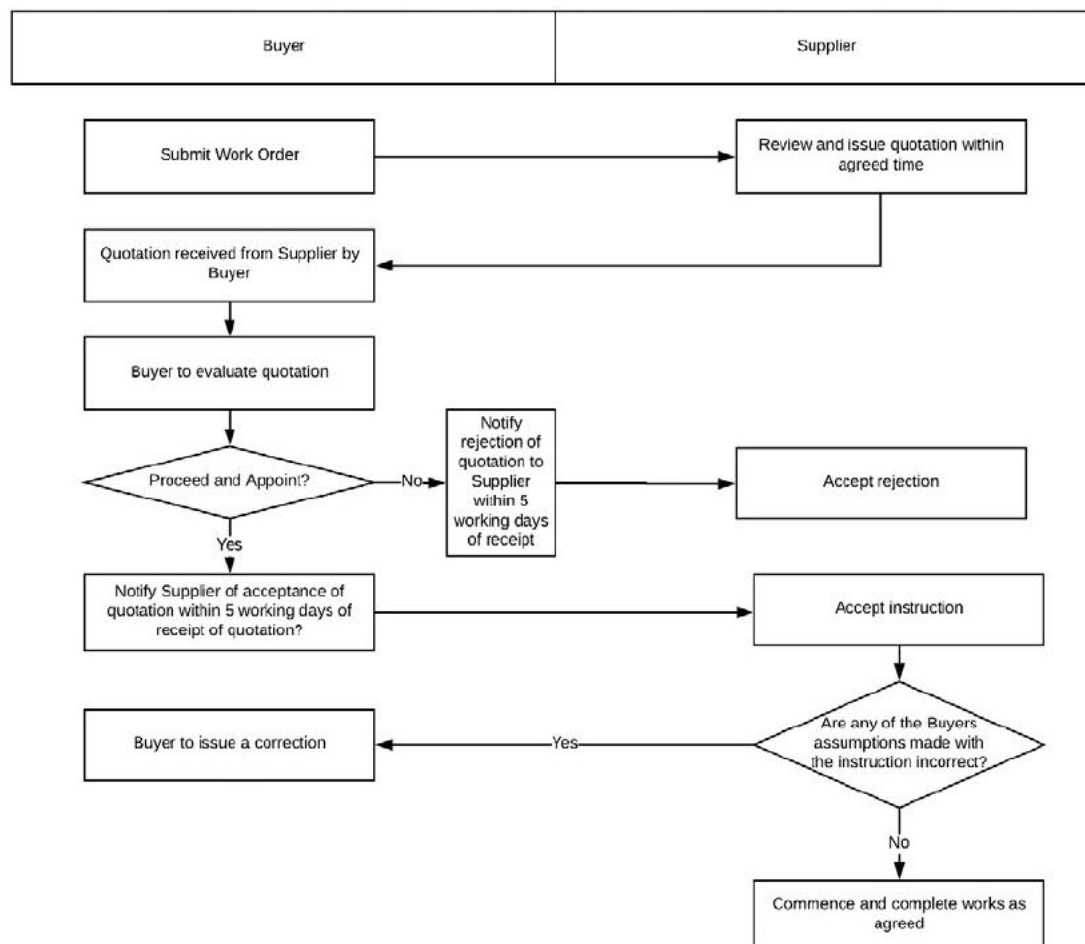 Buyer
Supplier
Submit Work Order
Review and issue quotation within
agreed time
Quotation received from Supplier by
Buyer
Buyer to evaluate quotation
Notify
rejection of
quotation to
Supplier
within 5
working days
of receipt
Proceed and Appoint?
No
Accept rejection
Yes
Notify Supplier of acceptance of
quotation within 5 working days of
receipt of quotation?
Accept instruction
Are any of the Buyers
assumptions made with
the instruction incorrect?
Yes
Buyer to issue a correction
No
Commence and complete works as
agreed